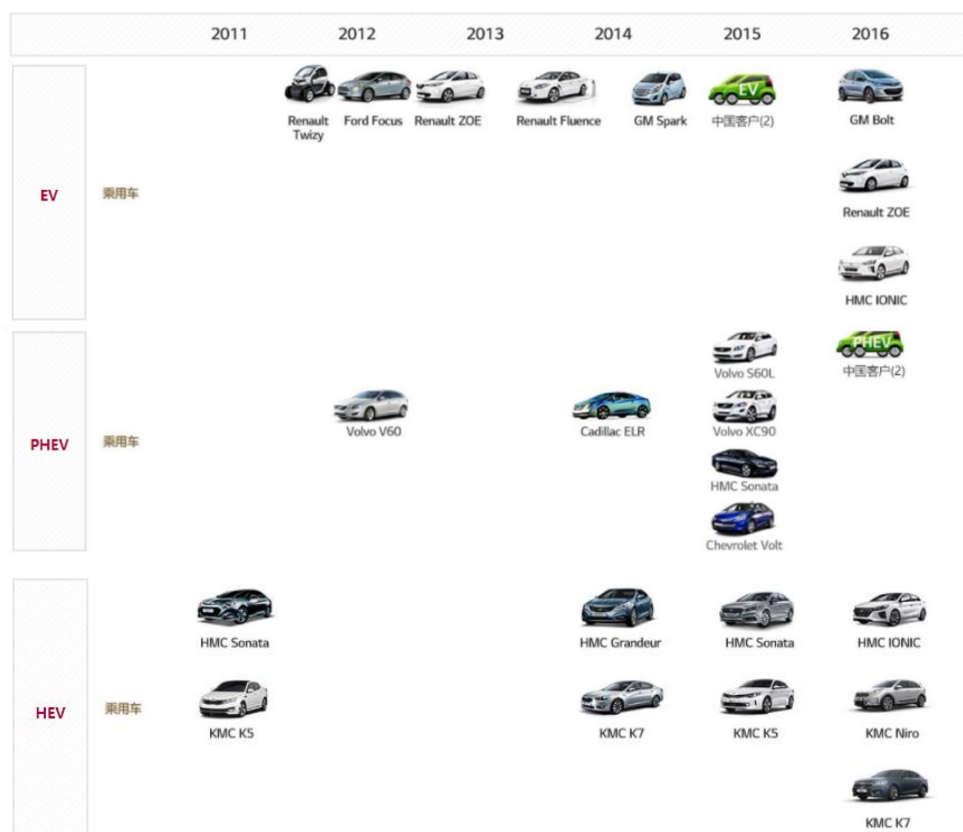 2011 2012 2013 2014 2015 2016
EV
乘用车
EV
Renault Twizy
Ford Focus
Renault ZOE
Renault Fluence
GM Spark
中国客户(2)
GM Bolt
Renault ZOE
HMC IONIC
PHEV
乘用车
Volvo V60
Cadillac ELR
Volvo S60L
Volvo XC90
HMC Sonata
Chevrolet Volt
PHEV
中国客户(2)
HEV
乘用车
HMC Sonata
HMC Grandeur
HMC Sonata
HMC IONIC
KMC K5
KMC K7
KMC K5
KMC Niro
KMC K7